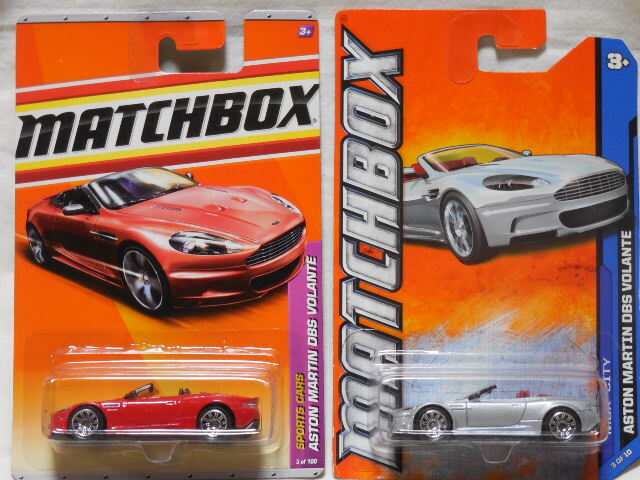 3+
MATCHBOX
SPORTS CARS
ASTON MARTIN DBS VOLANTE
5 of 100
3+
MATCHBOX
CITY
ASTON MARTIN DBS VOLANTE
9 OF 10